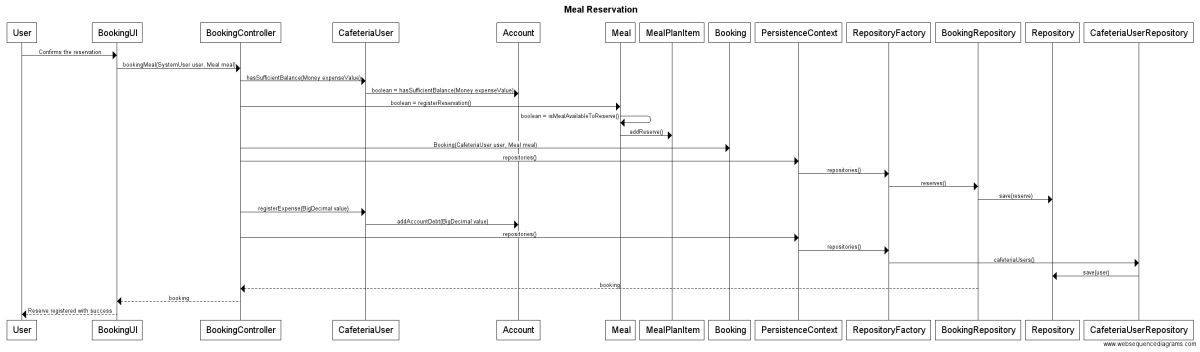 Meal Reservation
User BookingUI BookingController CafeteriaUser Account Meal MealPlanItem Booking PersistenceContext RepositoryFactory BookingRepository Repository CafeteriaUserRepository
Confirms the reservation
bookingMeal(SystemUser user, Meal meal)
hasSufficientBalance(Money expenseValue)
boolean = hasSufficientBalance(Money expenseValue)
boolean = registerReservation()
boolean = isMealAvailableToReserve()
addReserve()
Booking(CafeteriaUser user, Meal meal)
repositories()
repositories()
reserves()
save(reserve)
registerExpense(BigDecimal value)
addAccountDebt(BigDecimal value)
repositories()
repositories()
cafeteriaUsers()
save(user)
booking
booking
Reserve registered with success
User BookingUI BookingController CafeteriaUser Account Meal MealPlanItem Booking PersistenceContext RepositoryFactory BookingRepository Repository CafeteriaUserRepository
www.websequencediagrams.com